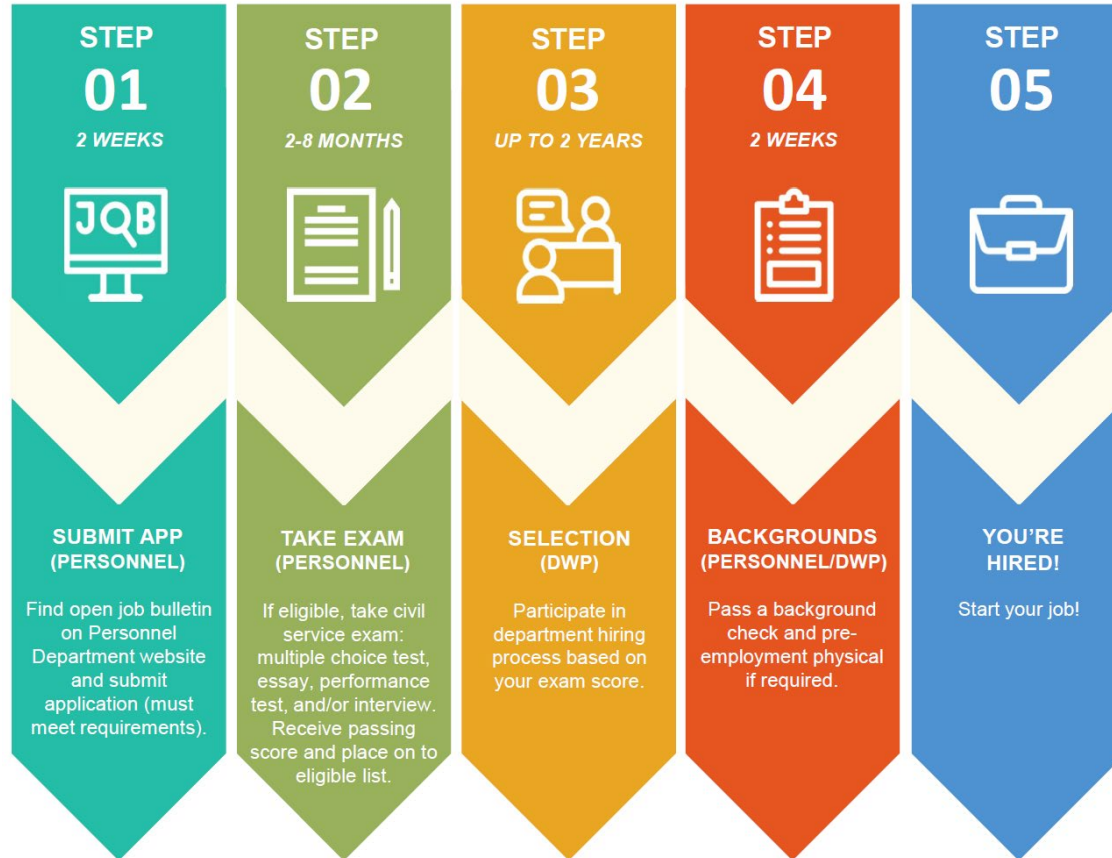 STEP
01
2 WEEKS
JOB
SUBMIT APP
(PERSONNEL)
Find open job bulletin
on Personnel
Department website
and submit
application (must
meet requirements).
STEP
02
2-8 MONTHS
TAKE EXAM
(PERSONNEL)
If eligible, take civil
service exam:
multiple choice test,
essay, performance
test, and/or interview.
Receive passing
score and place on to
eligible list.
STEP
03
UP TO 2 YEARS
SELECTION
(DWP)
Participate in
department hiring
process based on
your exam score.
STEP
04
2 WEEKS
BACKGROUNDS
(PERSONNEL/DWP)
Pass a background
check and pre-
employment physical
if required.
STEP
05
YOU’RE
HIRED!
Start your job!